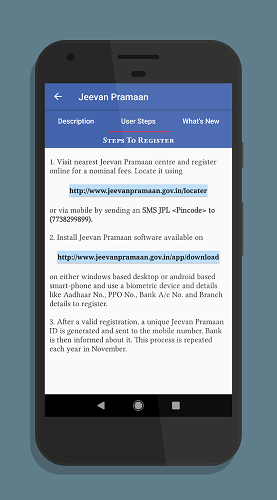 Jeevan Pramaan
Description User Steps What's New
Steps To Register
1. Visit nearest Jeevan Pramaan centre and register
online for a nominal fees. Locate it using
http://www.jeevanpramaan.gov.in/locater
or via mobile by sending an SMS JPL <Pincode> to
(7738299899).
2. Install Jeevan Pramaan software available on
http://www.jeevanpramaan.gov.in/app/download
on either windows based desktop or android based
smart-phone and use a biometric device and details
like Aadhaar No., PPO No., Bank A/c No. and Branch
details to register.
3. After a valid registration, a unique Jeevan Pramaan
ID is generated and sent to the mobile number. Bank
is then informed about it. This process is repeated
each year in November.